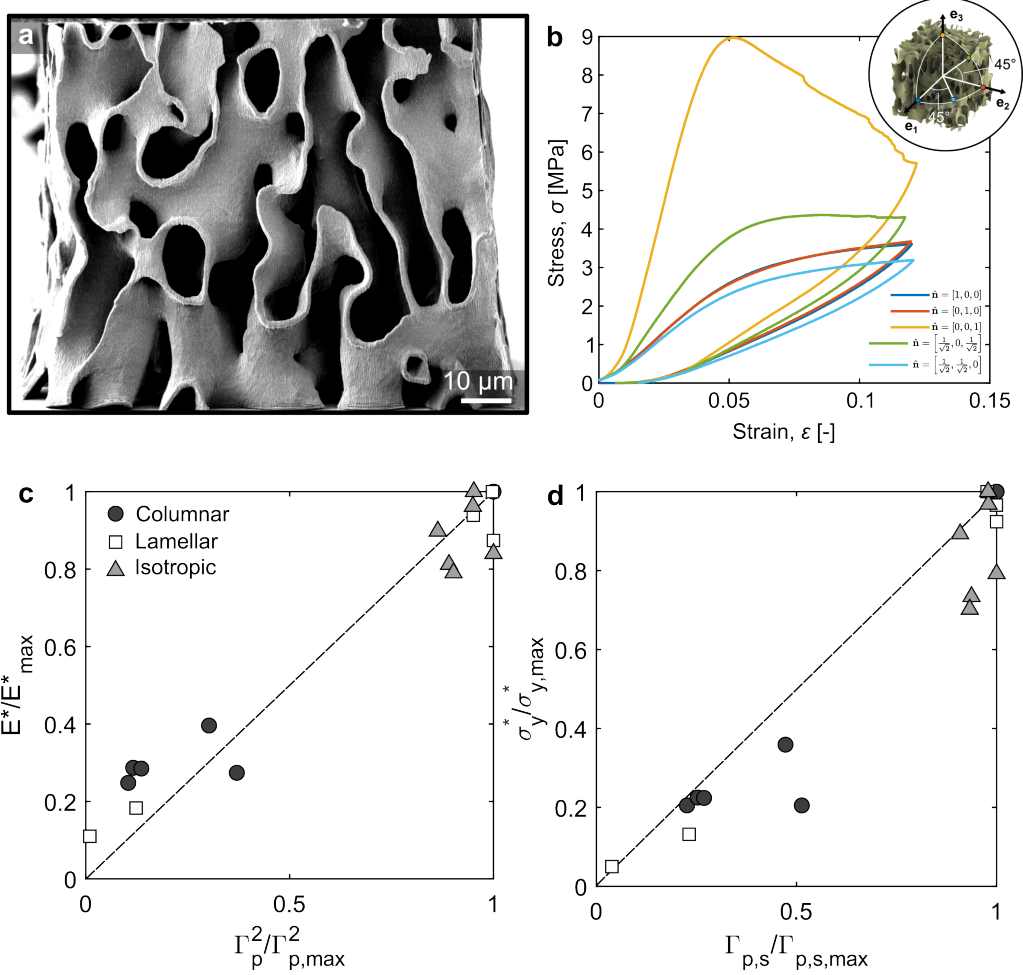 a
10 µm
b
9
8
7
6
5
4
3
2
1
0
Stress, σ [MPa]
0
0.05
0.1
0.15
Strain, ε [-]
e₃
45°
e₂
45°
e₁
n̂ = [1, 0, 0]
n̂ = [0, 1, 0]
n̂ = [0, 0, 1]
n̂ = [1/√2, 0, 1/√2]
n̂ = [1/√2, 1/√2, 0]
c
1
0.8
0.6
0.4
0.2
0
E*/E*max
Columnar
Lamellar
Isotropic
0
0.5
1
Γp²/Γ²p,max
d
1
0.8
0.6
0.4
0.2
0
σy*/σy,max*
0
0.5
1
Γp,s/Γp,s,max